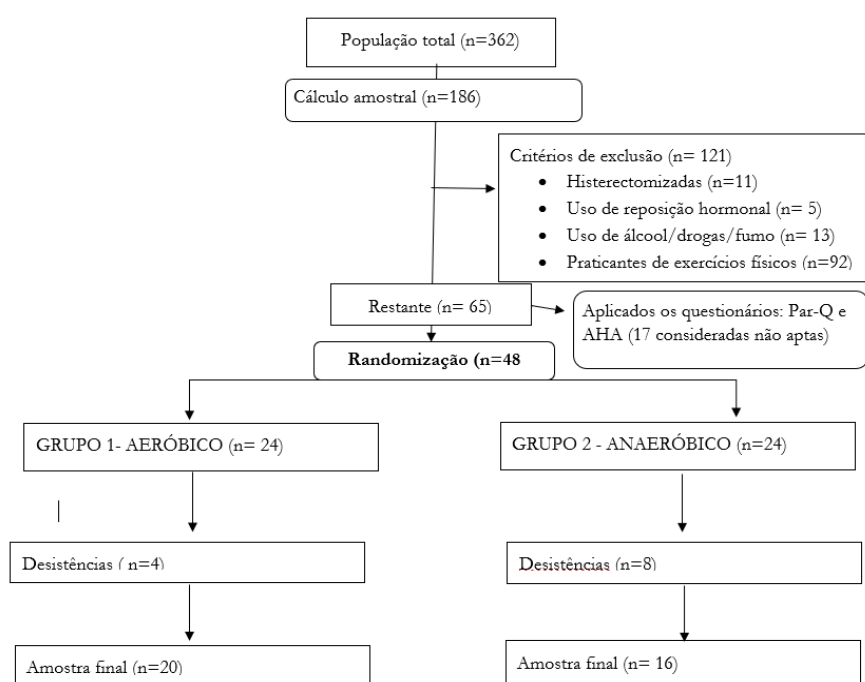 População total (n=362)
Cálculo amostral (n=186)
Critérios de exclusão (n= 121)
• Histerectomizadas (n=11)
• Uso de reposição hormonal (n= 5)
• Uso de álcool/drogas/fumo (n= 13)
• Praticantes de exercícios físicos (n=92)
Restante (n= 65)
Aplicados os questionários: Par-Q e
AHA (17 consideradas não aptas)
Randomização (n=48
GRUPO 1- AERÓBICO (n= 24)
GRUPO 2 - ANAERÓBICO (n=24)
Desistências ( n=4)
Desistências (n=8)
Amostra final (n=20)
Amostra final (n= 16)